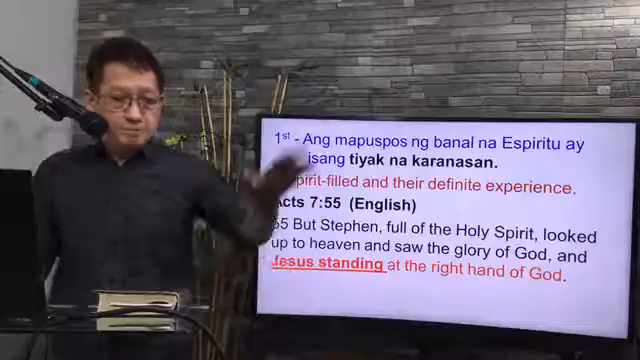 1st - Ang mapuspos ng banal na Espiritu ay
isang tiyak na karanasan.
Spirit-filled and their definite experience.
Acts 7:55 (English)
55 But Stephen, full of the Holy Spirit, looked
up to heaven and saw the glory of God, and
Jesus standing at the right hand of God.